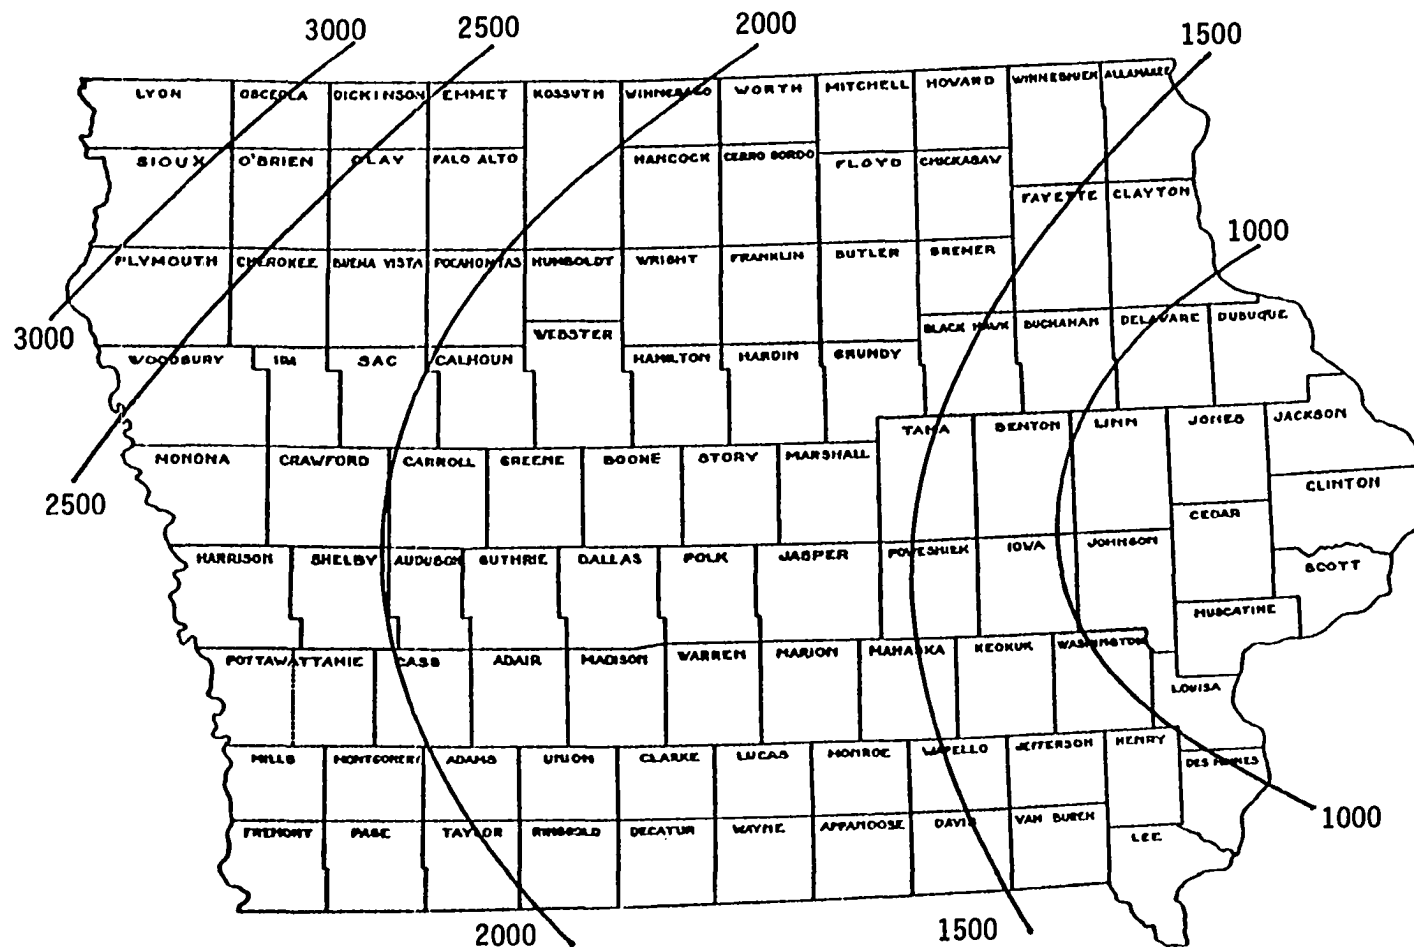 3000 2500 2000 1500
LYON OSCEOLA DICKINSON EMMET KOSSUTH WINNEBAGO WORTH MITCHELL HOWARD WINNESHIEK ALLAMAKEE
SIOUX O'BRIEN CLAY PALO ALTO HANCOCK CERRO GORDO FLOYD CHICKASAW
FAYETTE CLAYTON
1000
PLYMOUTH CHEROKEE BUENA VISTA POCAHONTAS HUMBOLDT WRIGHT FRANKLIN BUTLER BREMER
3000
WEBSTER BLACK HAWK BUCHANAN DELAWARE DUBUQUE
WOODBURY IDA SAC CALHOUN HAMILTON HARDIN GRUNDY
TAMA BENTON LINN JONES JACKSON
MONONA CRAWFORD CARROLL GREENE BOONE STORY MARSHALL
CLINTON
2500
CEDAR
HARRISON SHELBY AUDUBON GUTHRIE DALLAS POLK JASPER POWESHIEK IOWA JOHNSON
SCOTT
MUSCATINE
POTTAWATTAMIE CASS ADAIR MADISON WARREN MARION MAHASKA KEOKUK WASHINGTON
LOUISA
MILLS MONTGOMERY ADAMS UNION CLARKE LUCAS MONROE WAPELLO JEFFERSON HENRY
DES MOINES
1000
FREMONT PAGE TAYLOR RINGGOLD DECATUR WAYNE APPANOOSE DAVIS VAN BUREN
LEE
2000 1500